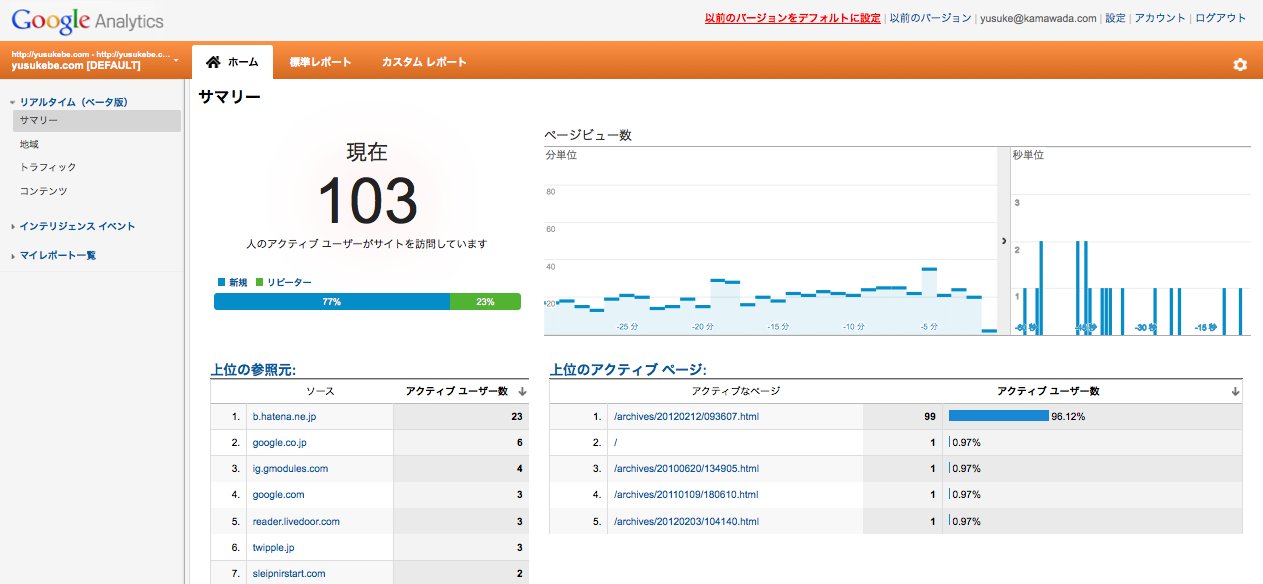 Google Analytics
以前のバージョンをデフォルトに設定 | 以前のバージョン | yusuke@kamawada.com | 設定 | アカウント | ログアウト
http://yusukebe.com - http://yusukebe.c...
yusukebe.com [DEFAULT]
ホーム 標準レポート カスタム レポート
リアルタイム（ベータ版）
サマリー
地域
トラフィック
コンテンツ
インテリジェンス イベント
マイレポート一覧
サマリー
現在
103
人のアクティブ ユーザーがサイトを訪問しています
新規 リピーター
77% 23%
ページビュー数
分単位
80
60
40
20
-25 分 -20 分 -15 分 -10 分 -5 分
秒単位
3
2
1
-60 秒 -45 秒 -30 秒 -15 秒
上位の参照元:
ソース アクティブ ユーザー数
1. b.hatena.ne.jp 23
2. google.co.jp 6
3. ig.gmodules.com 4
4. google.com 3
5. reader.livedoor.com 3
6. twipple.jp 3
7. sleipnirstart.com 2
上位のアクティブ ページ:
アクティブなページ アクティブ ユーザー数
1. /archives/20120212/093607.html 99 96.12%
2. / 1 0.97%
3. /archives/20100620/134905.html 1 0.97%
4. /archives/20110109/180610.html 1 0.97%
5. /archives/20120203/104140.html 1 0.97%